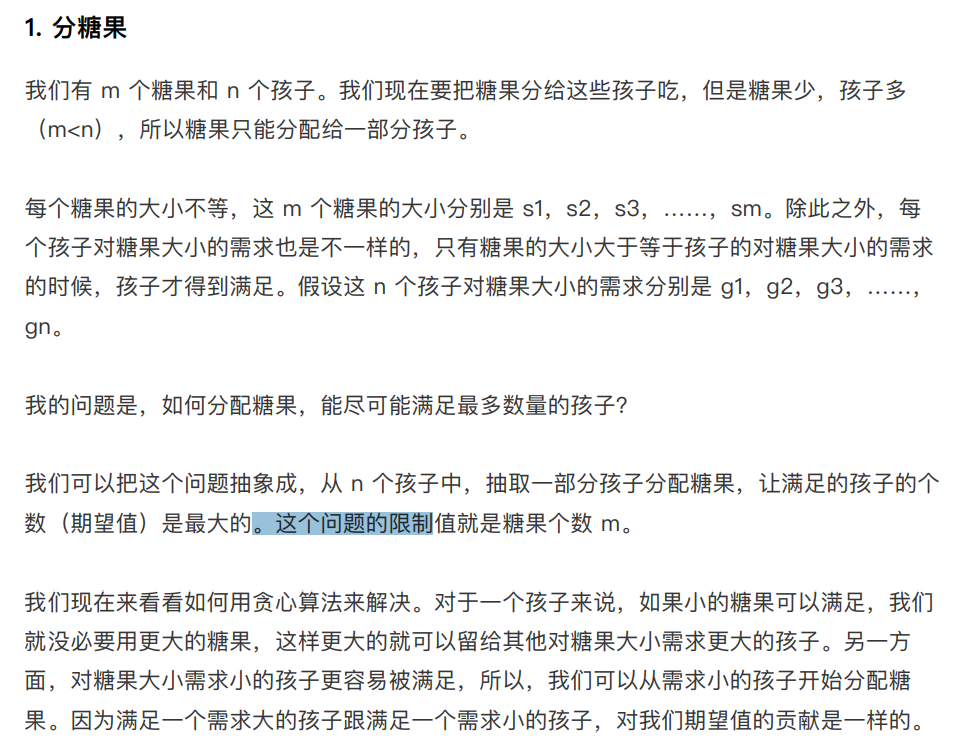 1. 分糖果
我们有 m 个糖果和 n 个孩子。我们现在要把糖果分给这些孩子吃，但是糖果少，孩子多
（m<n），所以糖果只能分配给一部分孩子。
每个糖果的大小不等，这 m 个糖果的大小分别是 s1，s2，s3，……，sm。除此之外，每
个孩子对糖果大小的需求也是不一样的，只有糖果的大小大于等于孩子的对糖果大小的需求
的时候，孩子才得到满足。假设这 n 个孩子对糖果大小的需求分别是 g1，g2，g3，……，
gn。
我的问题是，如何分配糖果，能尽可能满足最多数量的孩子？
我们可以把这个问题抽象成，从 n 个孩子中，抽取一部分孩子分配糖果，让满足的孩子的个
数（期望值）是最大的。这个问题的限制值就是糖果个数 m。
我们现在来看看如何用贪心算法来解决。对于一个孩子来说，如果小的糖果可以满足，我们
就没必要用更大的糖果，这样更大的就可以留给其他对糖果大小需求更大的孩子。另一方
面，对糖果大小需求小的孩子更容易被满足，所以，我们可以从需求小的孩子开始分配糖
果。因为满足一个需求大的孩子跟满足一个需求小的孩子，对我们期望值的贡献是一样的。